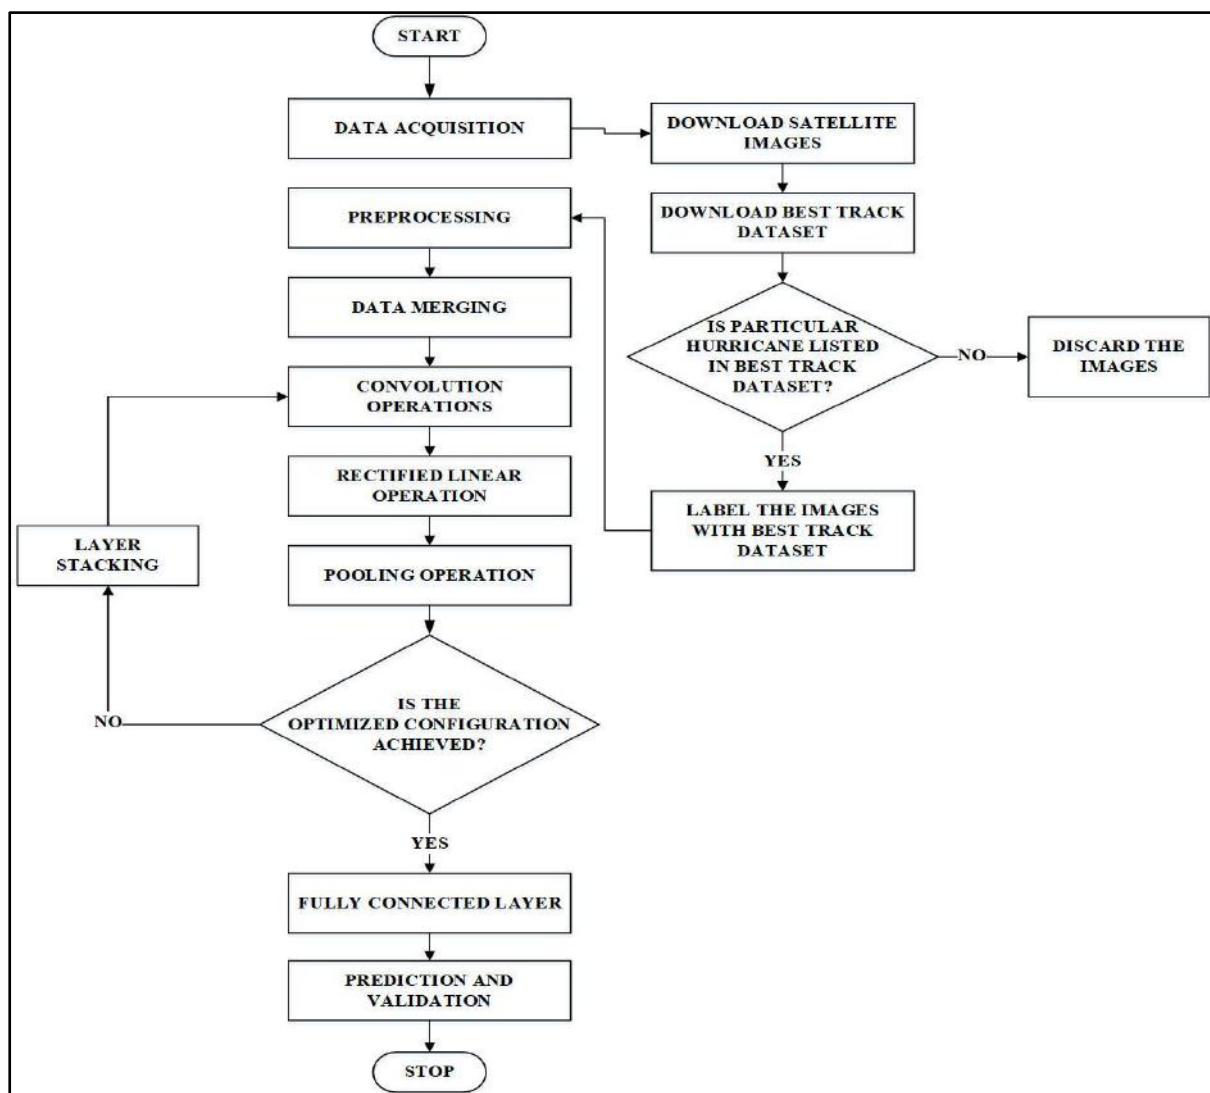 START
DATA ACQUISITION
DOWNLOAD SATELLITE
IMAGES
DOWNLOAD BEST TRACK
DATASET
IS PARTICULAR
HURRICANE LISTED
IN BEST TRACK
DATASET?
NO
DISCARD THE
IMAGES
YES
LABEL THE IMAGES
WITH BEST TRACK
DATASET
PREPROCESSING
DATA MERGING
CONVOLUTION
OPERATIONS
RECTIFIED LINEAR
OPERATION
POOLING OPERATION
IS THE
OPTIMIZED CONFIGURATION
ACHIEVED?
NO
LAYER
STACKING
YES
FULLY CONNECTED LAYER
PREDICTION AND
VALIDATION
STOP